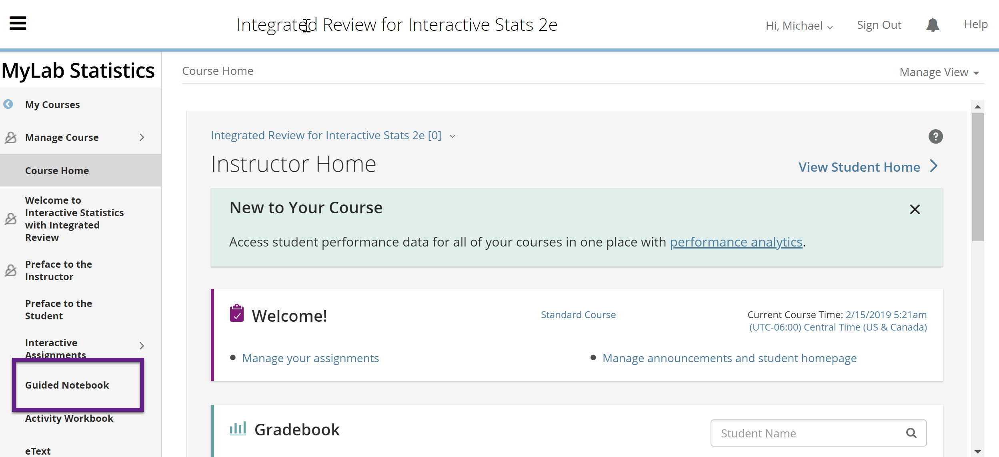 Integrated Review for Interactive Stats 2e
Hi, Michael
Sign Out
Help
MyLab Statistics
My Courses
Manage Course
Course Home
Welcome to
Interactive Statistics
with Integrated
Review
Preface to the
Instructor
Preface to the
Student
Interactive
Assignments
Guided Notebook
Activity Workbook
eText
Course Home
Manage View
Integrated Review for Interactive Stats 2e [0]
?
Instructor Home
View Student Home
New to Your Course
Access student performance data for all of your courses in one place with performance analytics.
Welcome!
Standard Course
Current Course Time: 2/15/2019 5:21am
(UTC-06:00) Central Time (US & Canada)
Manage your assignments
Manage announcements and student homepage
Gradebook
Student Name